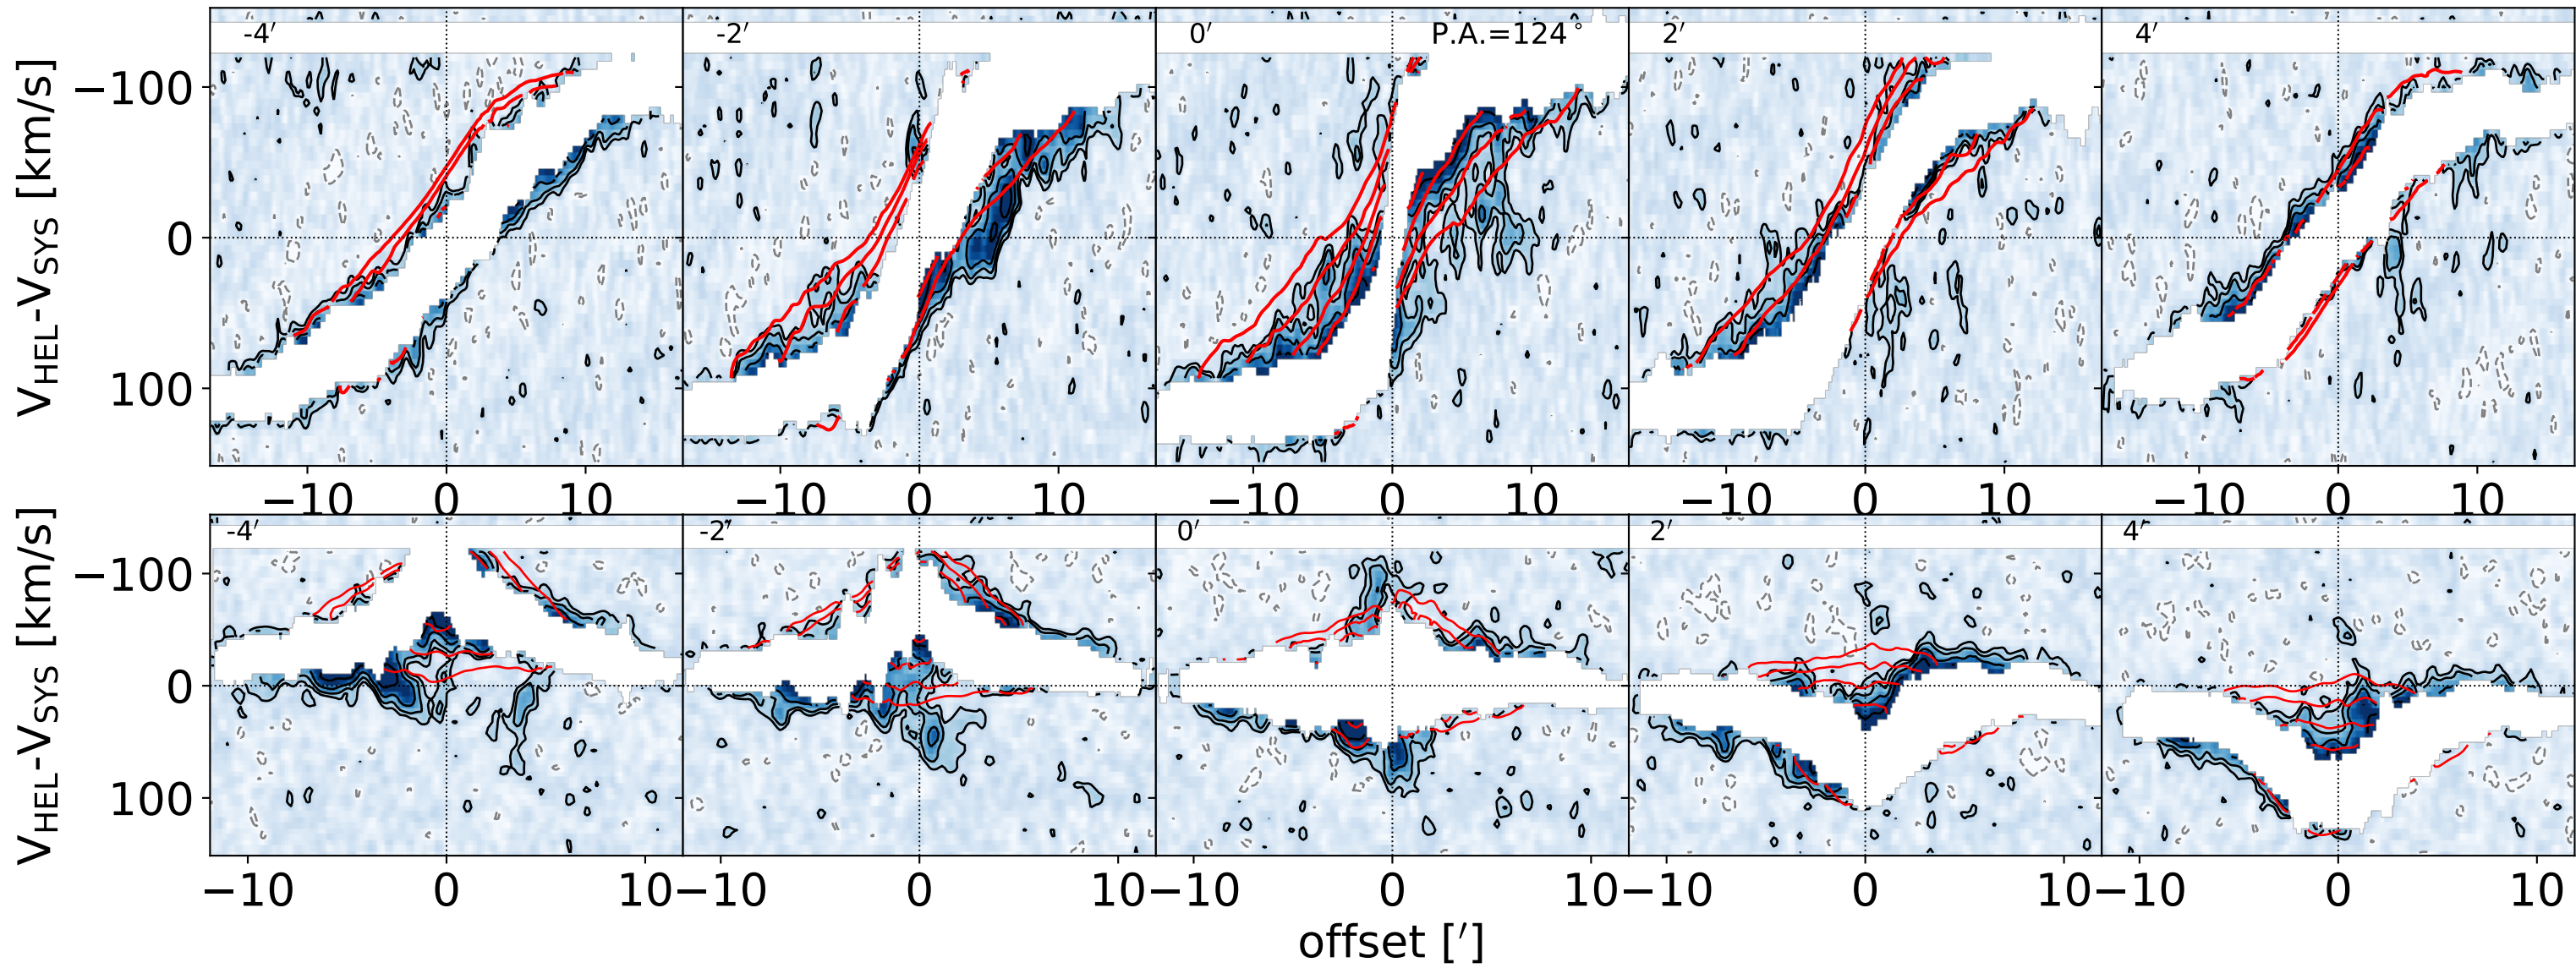 -4′ -2′ 0′ P.A.=124° 2′ 4′
V_HEL-V_SYS [km/s]
−100
0
100
−10 0 10 −10 0 10 −10 0 10 −10 0 10 −10 0 10
-4′ -2′ 0′ 2′ 4′
V_HEL-V_SYS [km/s]
−100
0
100
−10 0 10 −10 0 10 −10 0 10 −10 0 10 −10 0 10
offset [′]